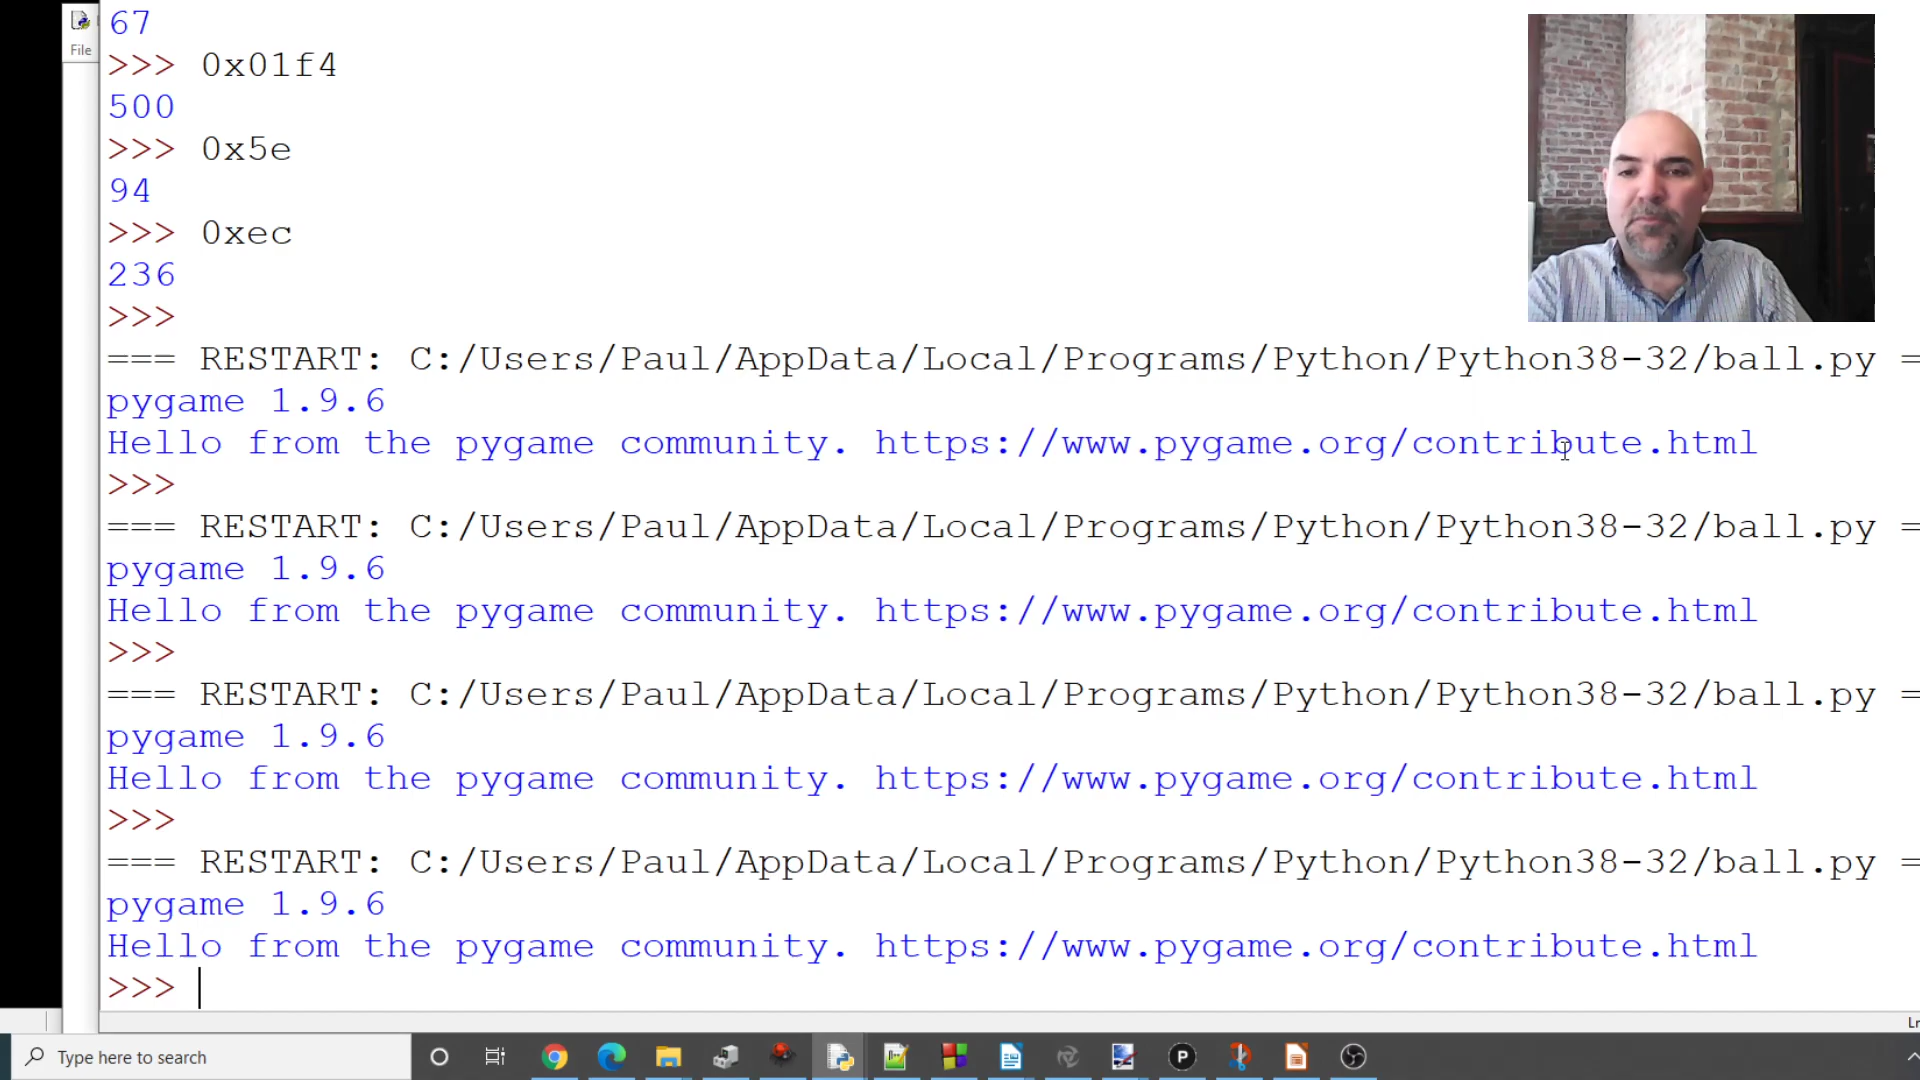 67
File
>>> 0x01f4
500
>>> 0x5e
94
>>> 0xec
236
>>>
=== RESTART: C:/Users/Paul/AppData/Local/Programs/Python/Python38-32/ball.py =
pygame 1.9.6
Hello from the pygame community. https://www.pygame.org/contribute.html
>>>
=== RESTART: C:/Users/Paul/AppData/Local/Programs/Python/Python38-32/ball.py =
pygame 1.9.6
Hello from the pygame community. https://www.pygame.org/contribute.html
>>>
=== RESTART: C:/Users/Paul/AppData/Local/Programs/Python/Python38-32/ball.py =
pygame 1.9.6
Hello from the pygame community. https://www.pygame.org/contribute.html
>>>
=== RESTART: C:/Users/Paul/AppData/Local/Programs/Python/Python38-32/ball.py =
pygame 1.9.6
Hello from the pygame community. https://www.pygame.org/contribute.html
>>>
Type here to search